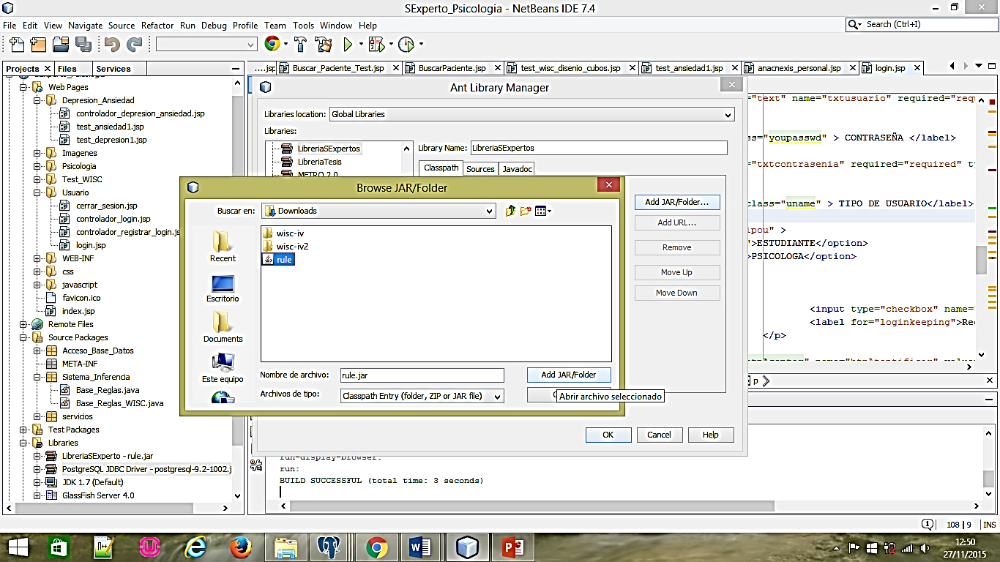 SExperto_Psicologia - NetBeans IDE 7.4
File Edit View Navigate Source Refactor Run Debug Profile Team Tools Window Help
Search (Ctrl+I)
Projects Files Services
Web Pages
Depresion_Ansiedad
controlador_depresion_ansiedad.jsp
test_ansiedad1.jsp
test_depresion1.jsp
Imagenes
Psicologia
Test_WISC
Usuario
cerrar_sesion.jsp
controlador_login.jsp
controlador_registrar_login.js
login.jsp
WEB-INF
css
javascript
favicon.ico
index.jsp
Remote Files
Source Packages
Acceso_Base_Datos
META-INF
Sistema_Inferencia
Base_Reglas.java
Base_Reglas_WISC.java
servicios
Test Packages
Libraries
LibreriaSExperto - rule.jar
PostgreSQL JDBC Driver - postgresql-9.2-1002.j
JDK 1.7 (Default)
GlassFish Server 4.0
....jsp Buscar_Paciente_Test.jsp BuscarPaciente.jsp test_wisc_disenio_cubos.jsp test_ansiedad1.jsp anacnexis_personal.jsp login.jsp
Ant Library Manager
Libraries location: Global Libraries
Libraries:
LibreriaSExpertos
LibreriaTesis
METRO 2.0
Library Name: LibreriaSExpertos
Classpath Sources Javadoc
Add JAR/Folder...
Add URL...
Remove
Move Up
Move Down
OK Cancel Help
Browse JAR/Folder
Buscar en: Downloads
Recent
Escritorio
Documents
Este equipo
wisc-iv
wisc-iv2
rule
Nombre de archivo: rule.jar
Add JAR/Folder
Archivos de tipo: Classpath Entry (folder, ZIP or JAR file)
Abrir archivo seleccionado
="text" name="txtusuario" required="requ
ss="youpasswd" > CONTRASEÑA </label>
="txtcontrasenia" required="required" ty
class="uname" > TIPO DE USUARIO</label>
ipou" >
">ESTUDIANTE</option>
>PSICOLOGA</option>
<input type="checkbox" name="
<label for="loginkeeping">Rec
</p>
p
run-display-browser:
run:
BUILD SUCCESSFUL (total time: 3 seconds)
1 108 | 9 INS
12:50
27/11/2015